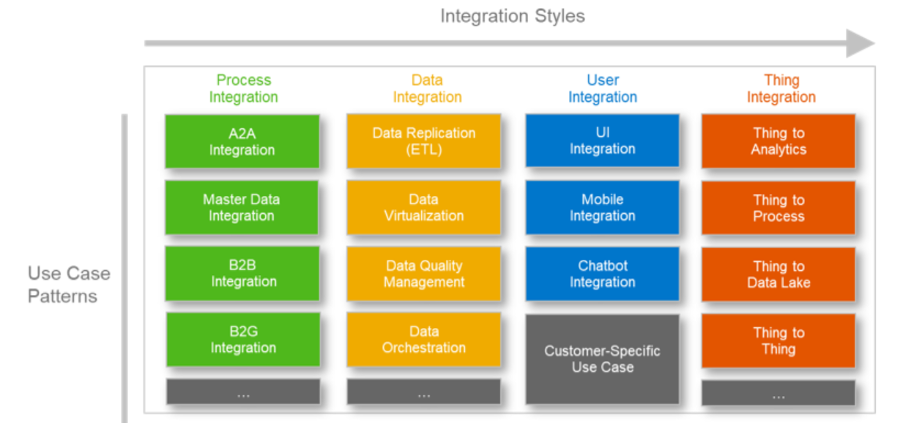 Integration Styles
Process
Integration
Data
Integration
User
Integration
Thing
Integration
Use Case
Patterns
A2A
Integration
Data Replication
(ETL)
UI
Integration
Thing to
Analytics
Master Data
Integration
Data
Virtualization
Mobile
Integration
Thing to
Process
B2B
Integration
Data Quality
Management
Chatbot
Integration
Thing to
Data Lake
B2G
Integration
Data
Orchestration
Customer-Specific
Use Case
Thing to
Thing
...
...
...